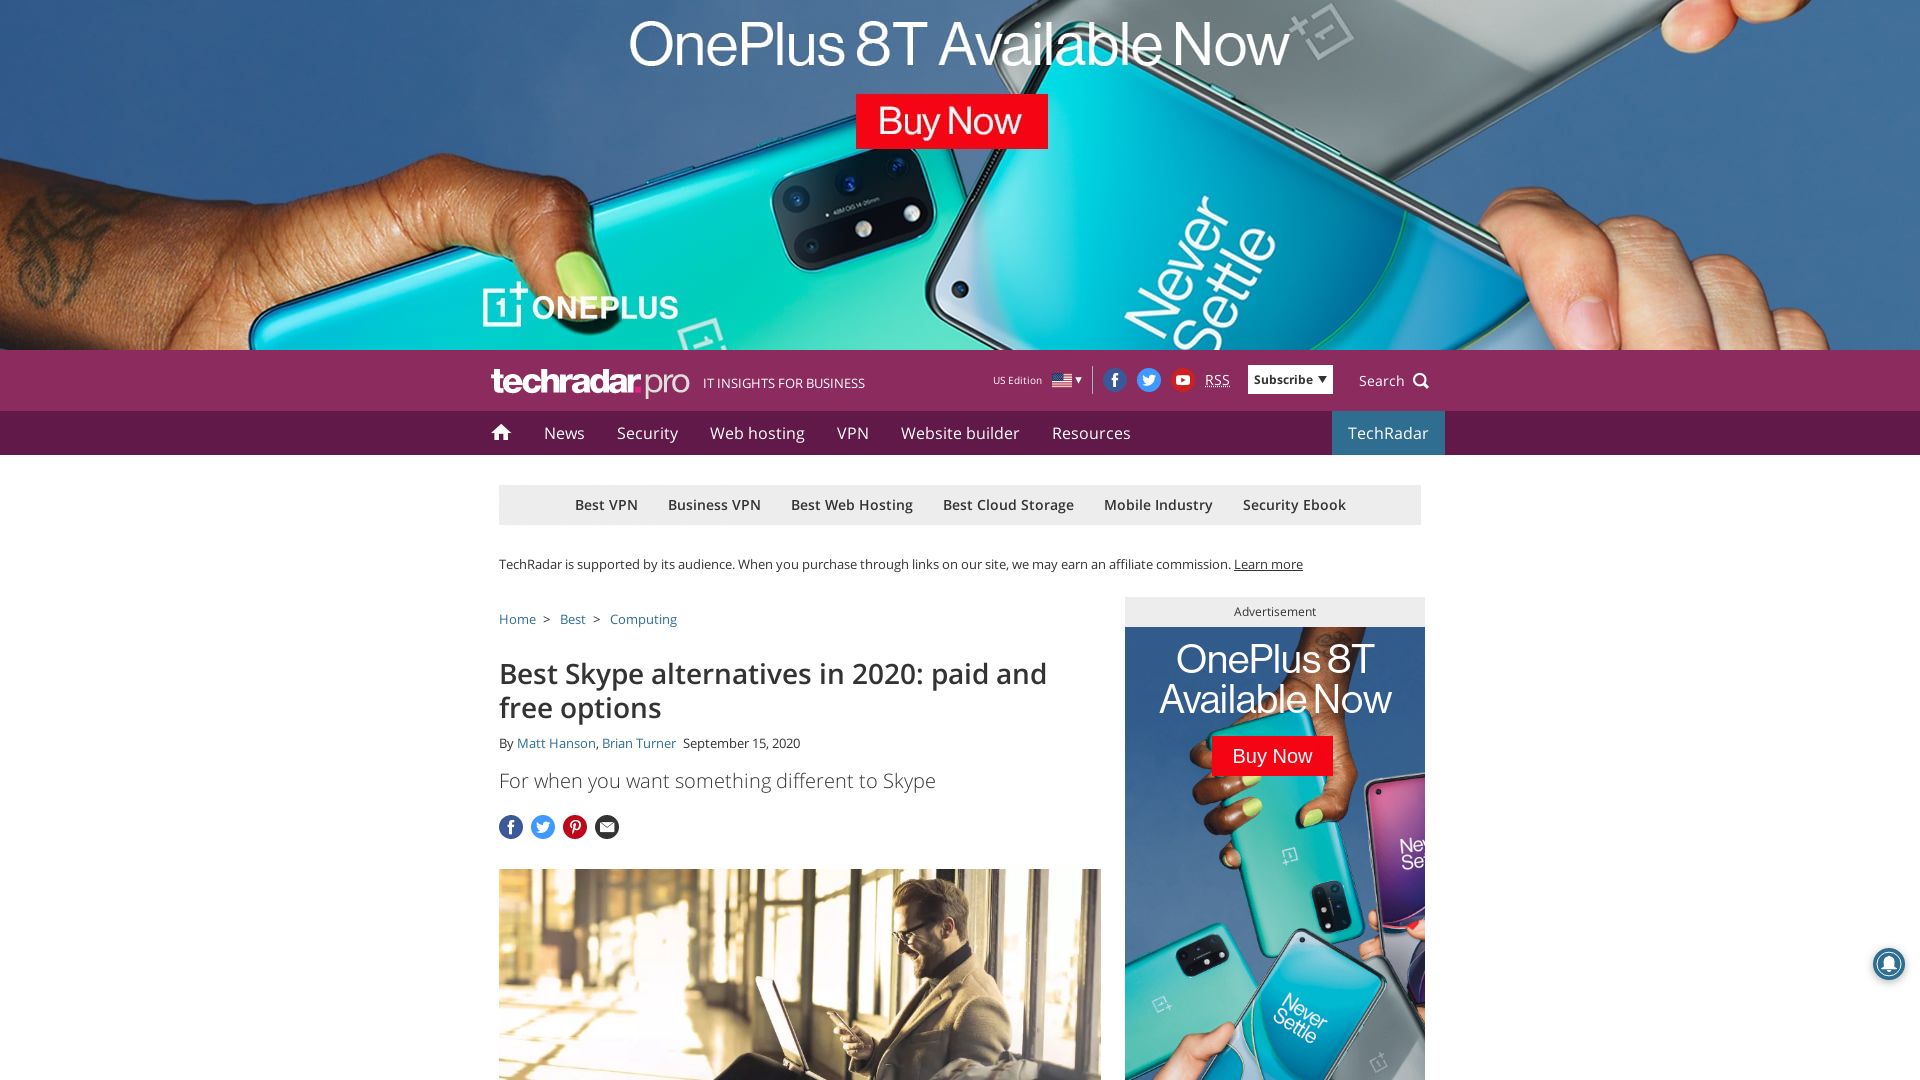 OnePlus 8T Available Now
Buy Now
Never
Settle
ONEPLUS
techradar.pro IT INSIGHTS FOR BUSINESS
US Edition
RSS
Subscribe
Search
News
Security
Web hosting
VPN
Website builder
Resources
TechRadar
Best VPN
Business VPN
Best Web Hosting
Best Cloud Storage
Mobile Industry
Security Ebook
TechRadar is supported by its audience. When you purchase through links on our site, we may earn an affiliate commission. Learn more
Home > Best > Computing
Best Skype alternatives in 2020: paid and
free options
By Matt Hanson, Brian Turner September 15, 2020
For when you want something different to Skype
Advertisement
OnePlus 8T
Available Now
Buy Now
Never
Settle